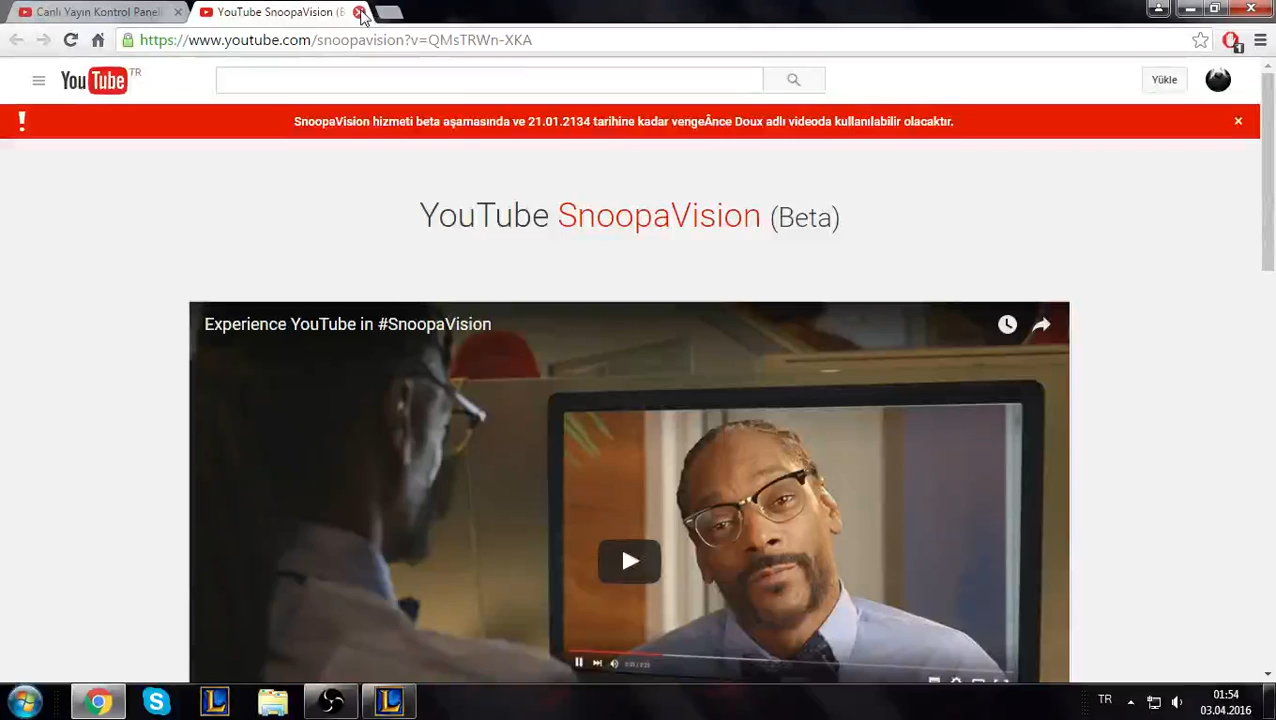 Canlı Yayın Kontrol Paneli
YouTube SnoopaVision (B
https://www.youtube.com/snoopavision?v=QMsTRWn-XKA
1
YouTube TR
Yükle
SnoopaVision hizmeti beta aşamasında ve 21.01.2134 tarihine kadar vengeÂnce Doux adlı videoda kullanılabilir olacaktır.
YouTube SnoopaVision (Beta)
Experience YouTube in #SnoopaVision
TR
01:54
03.04.2016